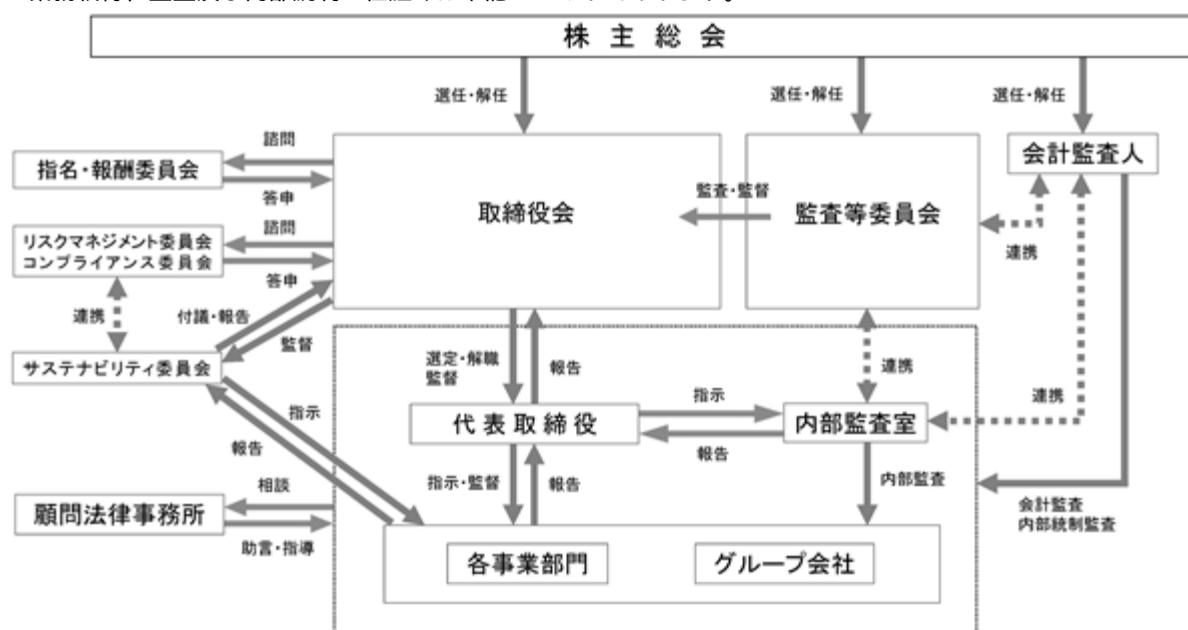 株主総会
選任・解任
選任・解任
選任・解任
諮問
指名・報酬委員会
答申
取締役会
監査・監督
監査等委員会
会計監査人
リスクマネジメント委員会
コンプライアンス委員会
諮問
答申
連携
連携
付議・報告
監督
サステナビリティ委員会
選定・解職
監督
報告
連携
連携
指示
報告
代表取締役
指示
報告
内部監査室
指示・監督
報告
内部監査
顧問法律事務所
相談
助言・指導
会計監査
内部統制監査
各事業部門
グループ会社